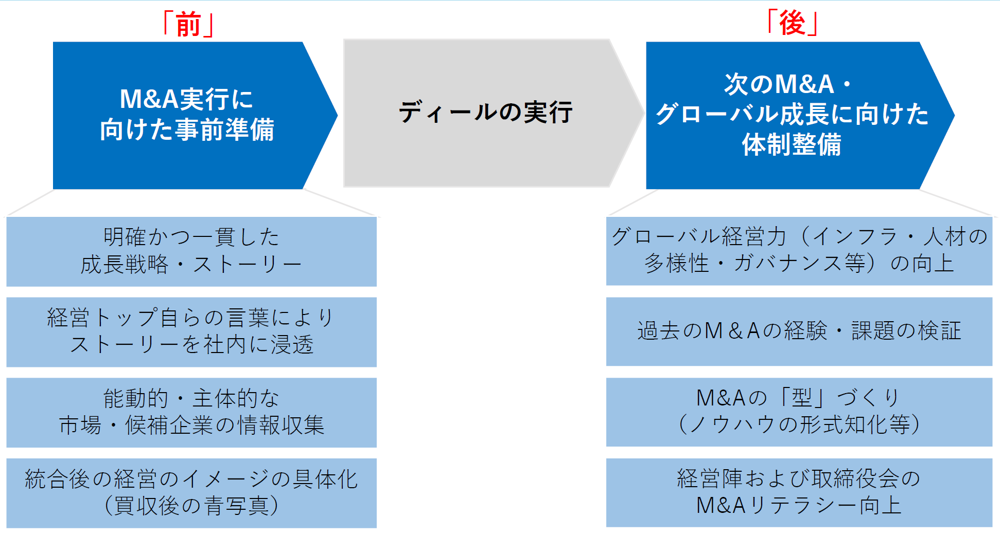 「前」
M&A実行に
向けた事前準備
ディールの実行
「後」
次のM&A・
グローバル成長に向けた
体制整備
明確かつ一貫した
成長戦略・ストーリー
経営トップ自らの言葉により
ストーリーを社内に浸透
能動的・主体的な
市場・候補企業の情報収集
統合後の経営のイメージの具体化
（買収後の青写真）
グローバル経営力（インフラ・人材の
多様性・ガバナンス等）の向上
過去のM＆Aの経験・課題の検証
M&Aの「型」づくり
（ノウハウの形式知化等）
経営陣および取締役会の
M&Aリテラシー向上